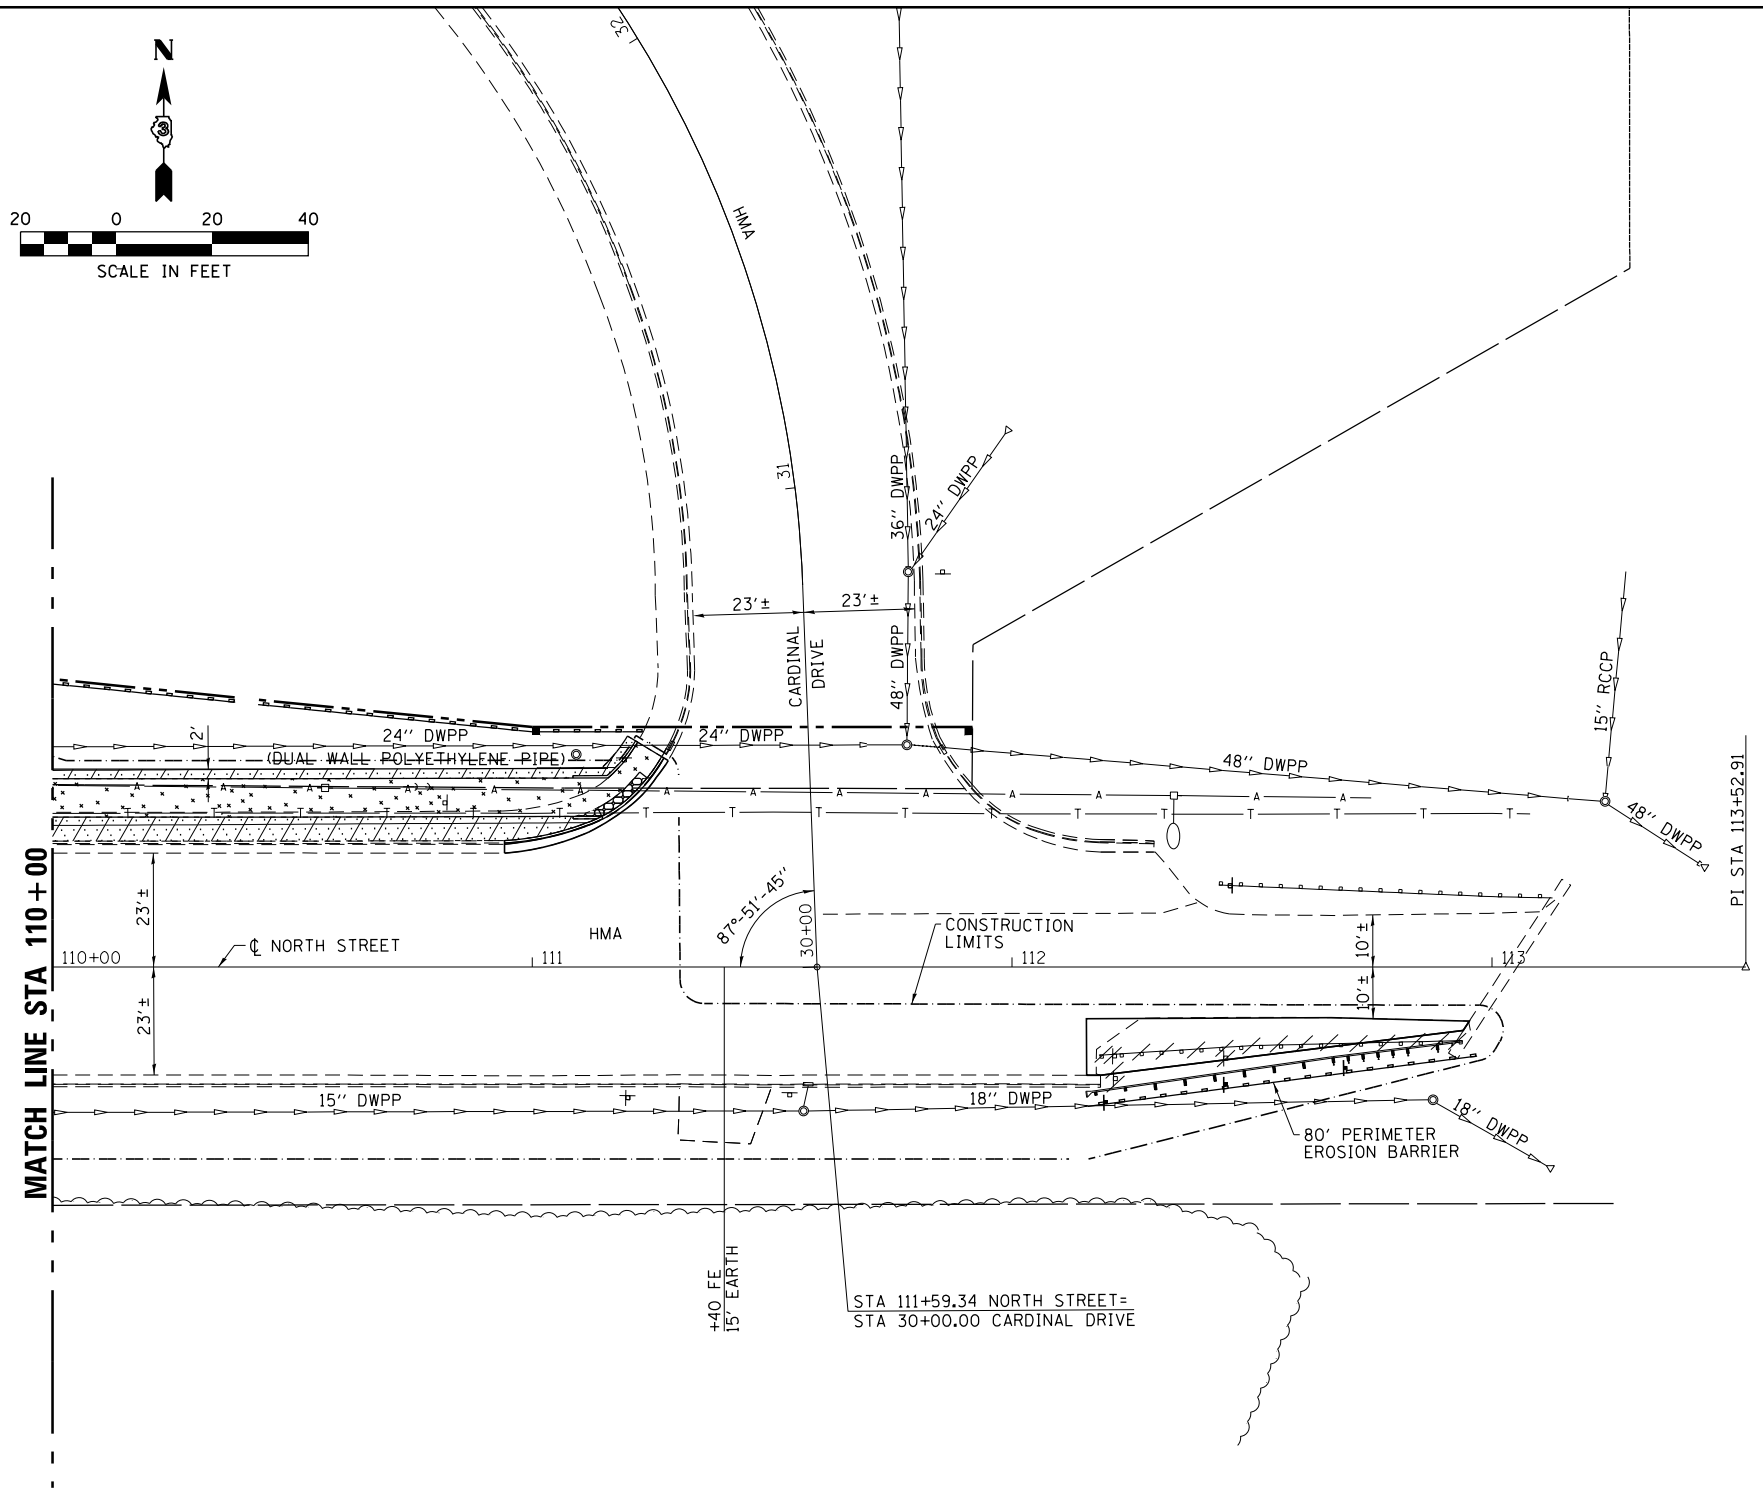 N
32
3
20 0 20 40
SCALE IN FEET
HMA
31
36'' DWPP
24'' DWPP
23'± 23'±
CARDINAL
DRIVE
48'' DWPP
15'' RCCP
2'
24'' DWPP
24'' DWPP
(DUAL WALL POLYETHYLENE PIPE)
48'' DWPP
48'' DWPP
PI STA 113+52.91
A A A A A A A A A A A
T T T T T T T T T T T T T T T T T
MATCH LINE STA 110+00
23'±
87°-51'-45''
30+00
HMA
CONSTRUCTION
LIMITS
℄ NORTH STREET
10'±
110+00 111 112 113
23'±
10'±
15'' DWPP
18'' DWPP
18'' DWPP
80' PERIMETER
EROSION BARRIER
+40 FE
15' EARTH
STA 111+59.34 NORTH STREET=
STA 30+00.00 CARDINAL DRIVE